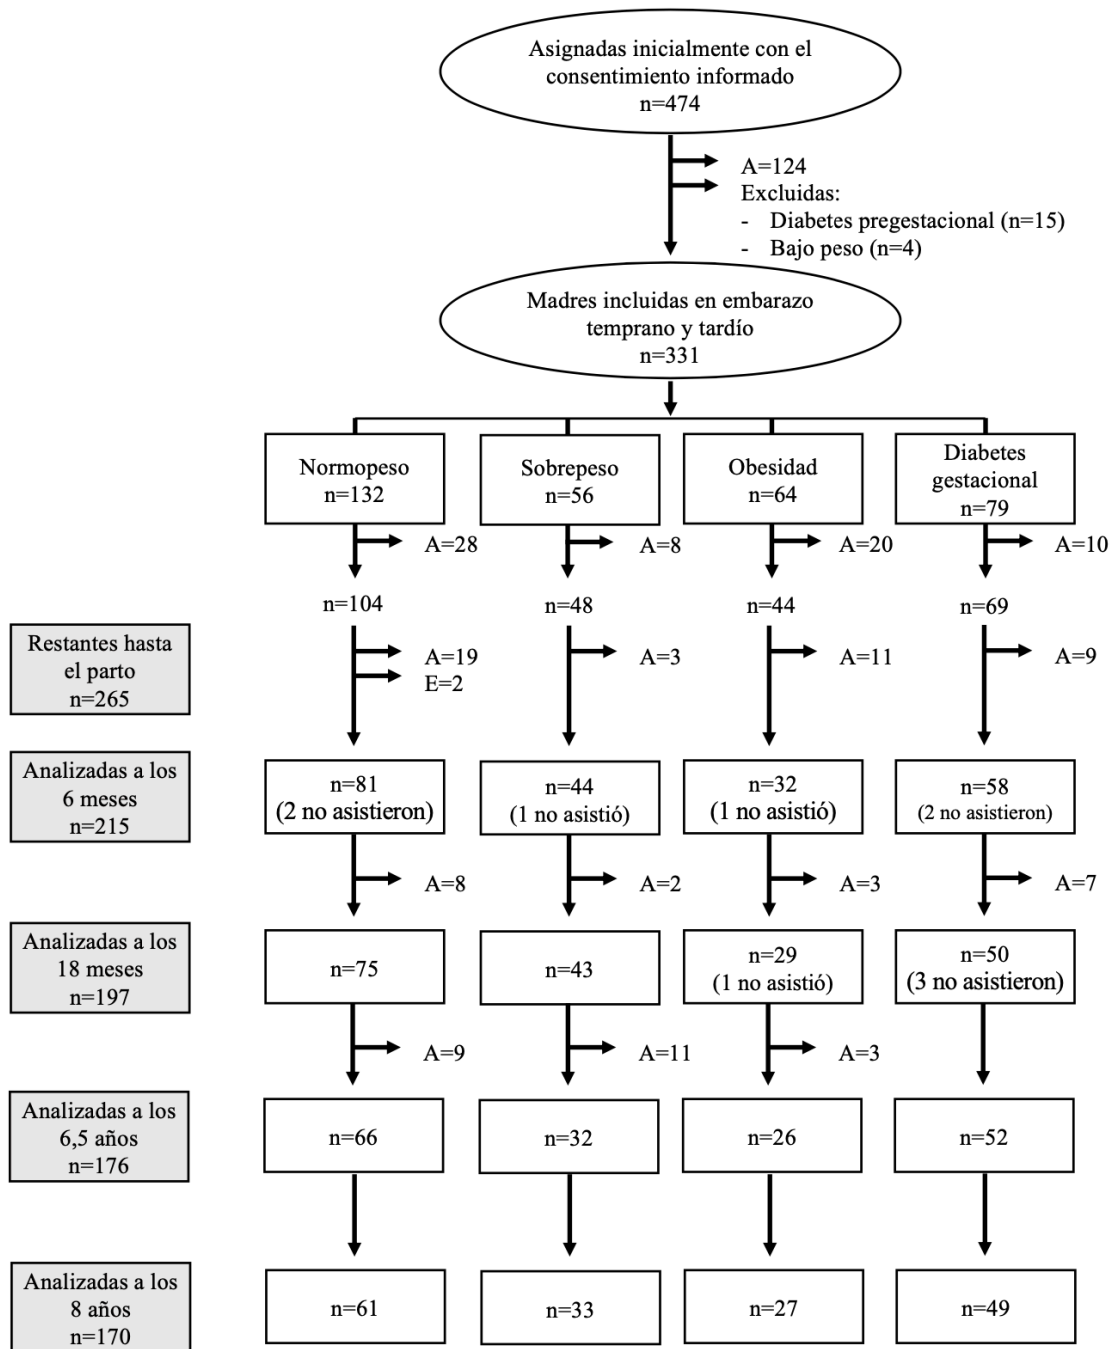 Asignadas inicialmente con el
consentimiento informado
n=474
A=124
Excluidas:
- Diabetes pregestacional (n=15)
- Bajo peso (n=4)
Madres incluidas en embarazo
temprano y tardío
n=331
Normopeso
n=132
Sobrepeso
n=56
Obesidad
n=64
Diabetes
gestacional
n=79
A=28
A=8
A=20
A=10
n=104
n=48
n=44
n=69
Restantes hasta
el parto
n=265
A=19
E=2
A=3
A=11
A=9
Analizadas a los
6 meses
n=215
n=81
(2 no asistieron)
n=44
(1 no asistió)
n=32
(1 no asistió)
n=58
(2 no asistieron)
A=8
A=2
A=3
A=7
Analizadas a los
18 meses
n=197
n=75
n=43
n=29
(1 no asistió)
n=50
(3 no asistieron)
A=9
A=11
A=3
Analizadas a los
6,5 años
n=176
n=66
n=32
n=26
n=52
Analizadas a los
8 años
n=170
n=61
n=33
n=27
n=49